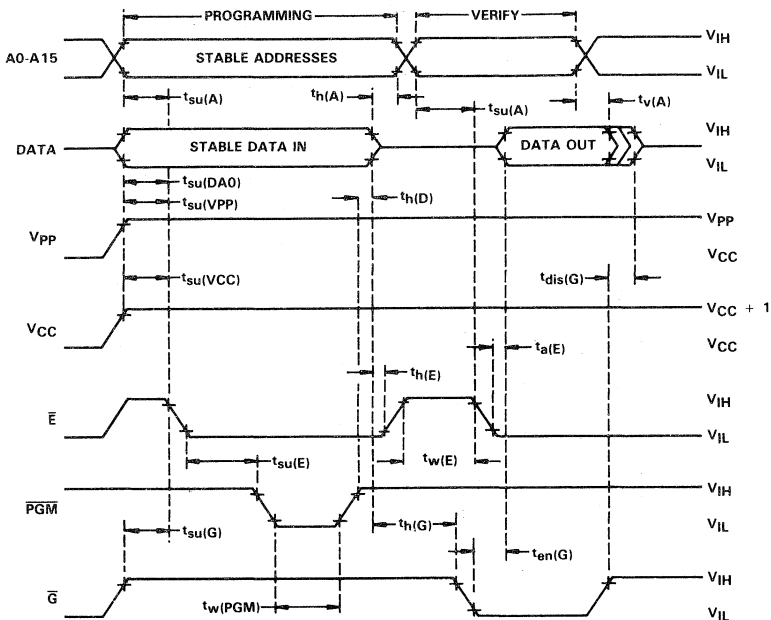 PROGRAMMING
VERIFY
A0-A15
STABLE ADDRESSES
VIH
VIL
tsu(A)
th(A)
tsu(A)
tv(A)
DATA
STABLE DATA IN
DATA OUT
VIH
VIL
tsu(DA0)
tsu(VPP)
th(D)
VPP
VPP
VCC
tsu(VCC)
tdis(G)
VCC
VCC + 1
VCC
ta(E)
th(E)
E̅
VIH
VIL
tsu(E)
tw(E)
P̅G̅M̅
VIH
VIL
tsu(G)
th(G)
ten(G)
G̅
VIH
VIL
tw(PGM)